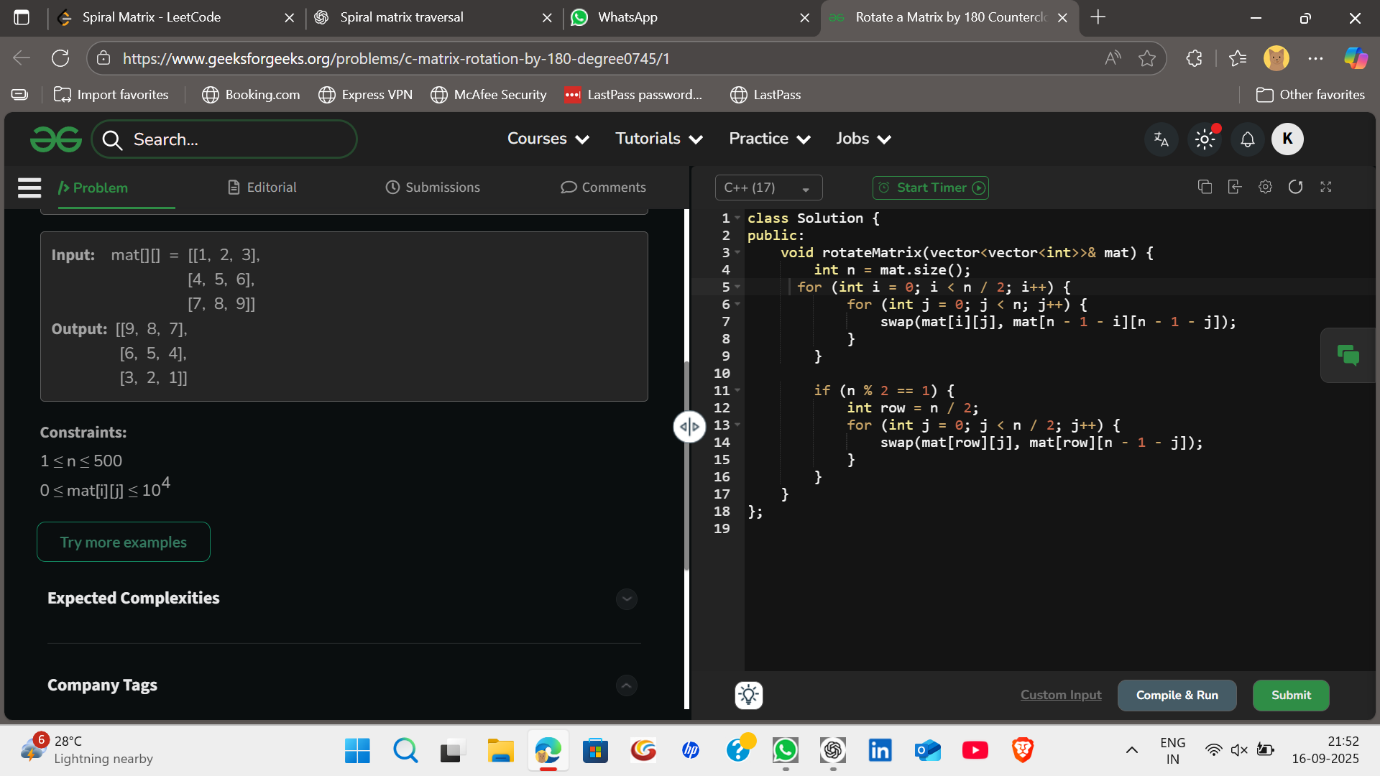 Spiral Matrix - LeetCode
Spiral matrix traversal
WhatsApp
Rotate a Matrix by 180 Counterclo
https://www.geeksforgeeks.org/problems/c-matrix-rotation-by-180-degree0745/1
Import favorites
Booking.com
Express VPN
McAfee Security
LastPass password...
LastPass
Other favorites
Search...
Courses
Tutorials
Practice
Jobs
K
Problem
Editorial
Submissions
Comments
C++ (17)
Start Timer
Input: mat[][] = [[1, 2, 3],
[4, 5, 6],
[7, 8, 9]]
Output: [[9, 8, 7],
[6, 5, 4],
[3, 2, 1]]
Constraints:
1 ≤ n ≤ 500
0 ≤ mat[i][j] ≤ 10⁴
Try more examples
Expected Complexities
Company Tags
1 class Solution {
2 public:
3 void rotateMatrix(vector<vector<int>>& mat) {
4 int n = mat.size();
5 for (int i = 0; i < n / 2; i++) {
6 for (int j = 0; j < n; j++) {
7 swap(mat[i][j], mat[n - 1 - i][n - 1 - j]);
8 }
9 }
10
11 if (n % 2 == 1) {
12 int row = n / 2;
13 for (int j = 0; j < n / 2; j++) {
14 swap(mat[row][j], mat[row][n - 1 - j]);
15 }
16 }
17 }
18 };
19
Custom Input
Compile & Run
Submit
6
28°C
Lightning nearby
hp
in
ENG
IN
21:52
16-09-2025